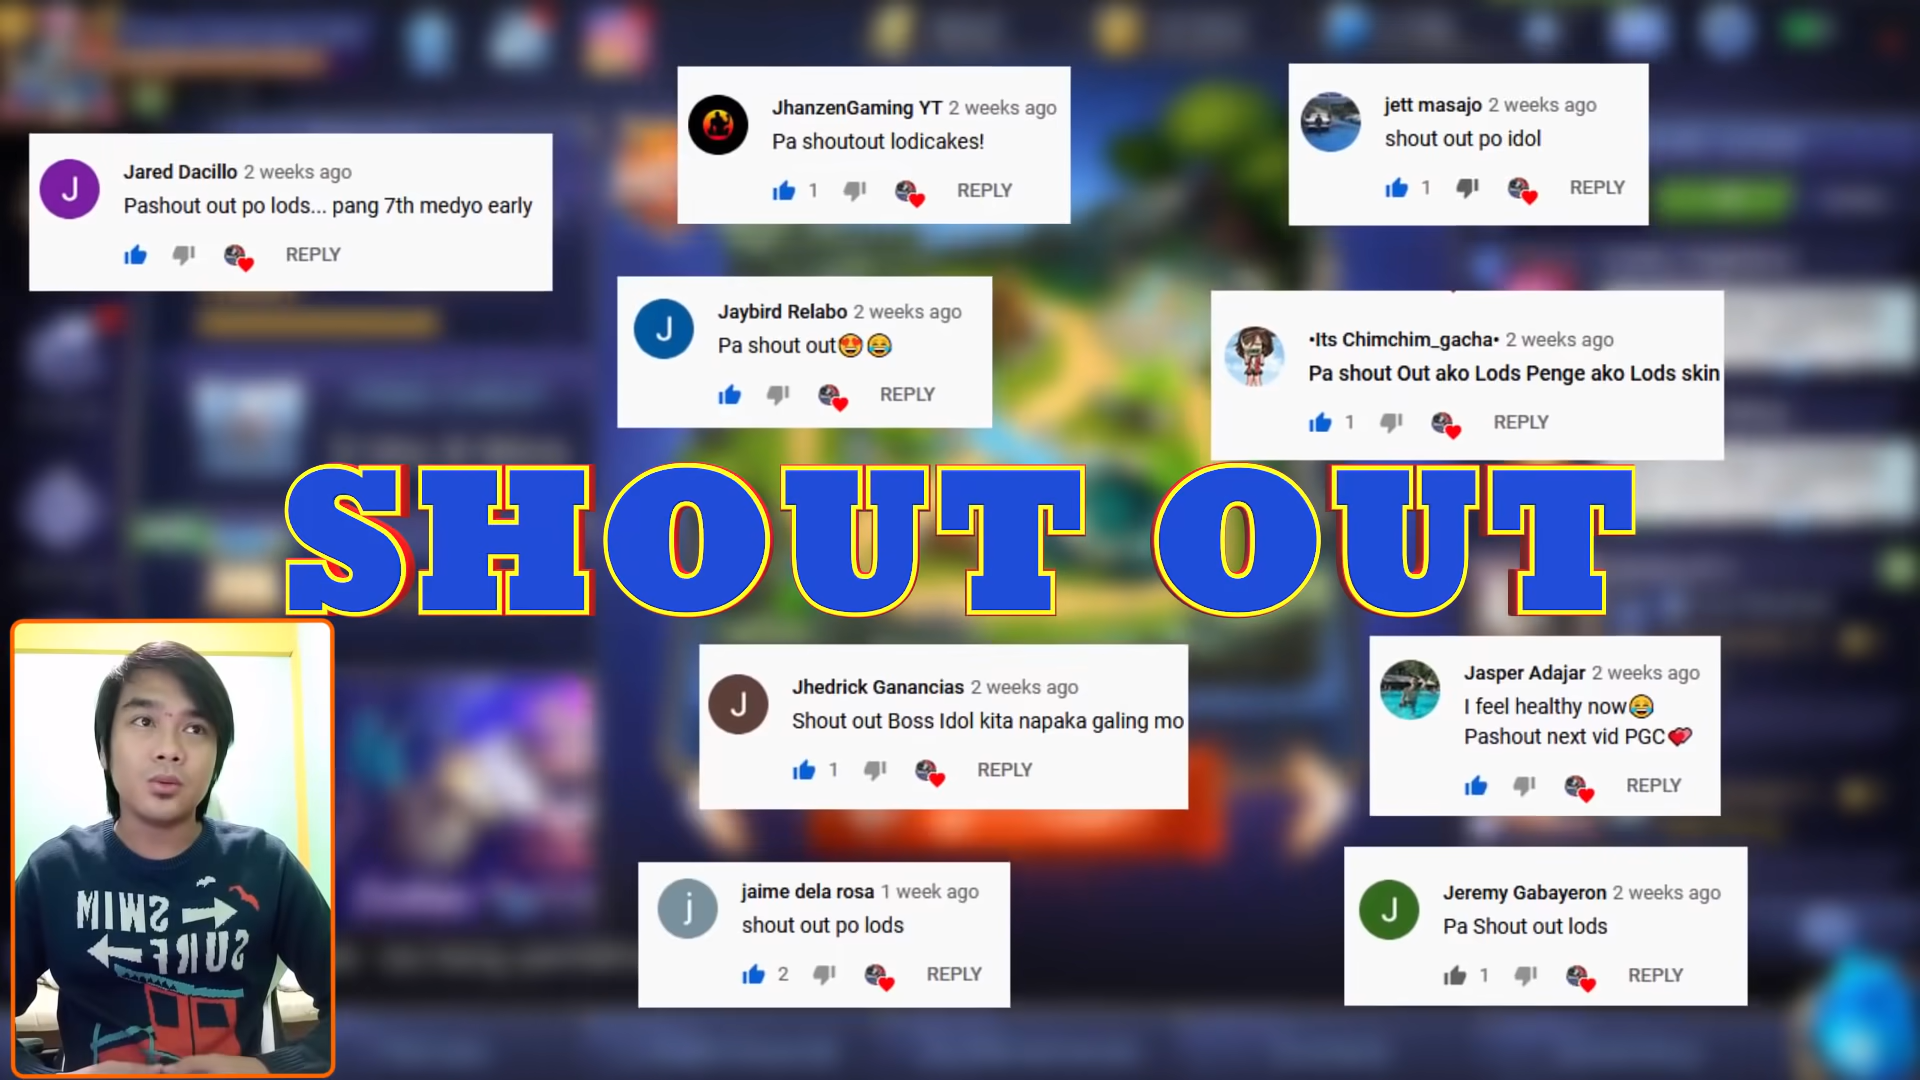 Jared Dacillo 2 weeks ago
Pashout out po lods... pang 7th medyo early
REPLY
JhanzenGaming YT 2 weeks ago
Pa shoutout lodicakes!
1 REPLY
jett masajo 2 weeks ago
shout out po idol
1 REPLY
Jaybird Relabo 2 weeks ago
Pa shout out😍😂
REPLY
•Its Chimchim_gacha• 2 weeks ago
Pa shout Out ako Lods Penge ako Lods skin
1 REPLY
SHOUT OUT
Jhedrick Ganancias 2 weeks ago
Shout out Boss Idol kita napaka galing mo
1 REPLY
Jasper Adajar 2 weeks ago
I feel healthy now😂
Pashout next vid PGC💕
REPLY
jaime dela rosa 1 week ago
shout out po lods
2 REPLY
Jeremy Gabayeron 2 weeks ago
Pa Shout out lods
1 REPLY
J
J
J
j
J
SWIM
SURF